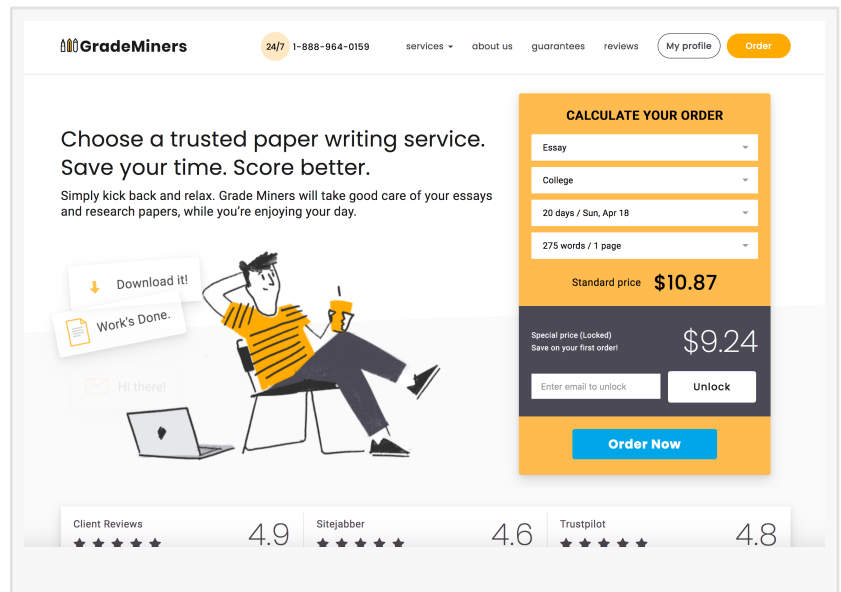 GradeMiners
24/7 1-888-964-0159
services
about us
guarantees
reviews
My profile
Order
Choose a trusted paper writing service.
Save your time. Score better.
Simply kick back and relax. Grade Miners will take good care of your essays
and research papers, while you're enjoying your day.
Download it!
Work's Done.
Hi there!
CALCULATE YOUR ORDER
Essay
College
20 days / Sun, Apr 18
275 words / 1 page
Standard price $10.87
Special price (Locked)
Save on your first order!
$9.24
Enter email to unlock
Unlock
Order Now
Client Reviews
4.9
Sitejabber
4.6
Trustpilot
4.8